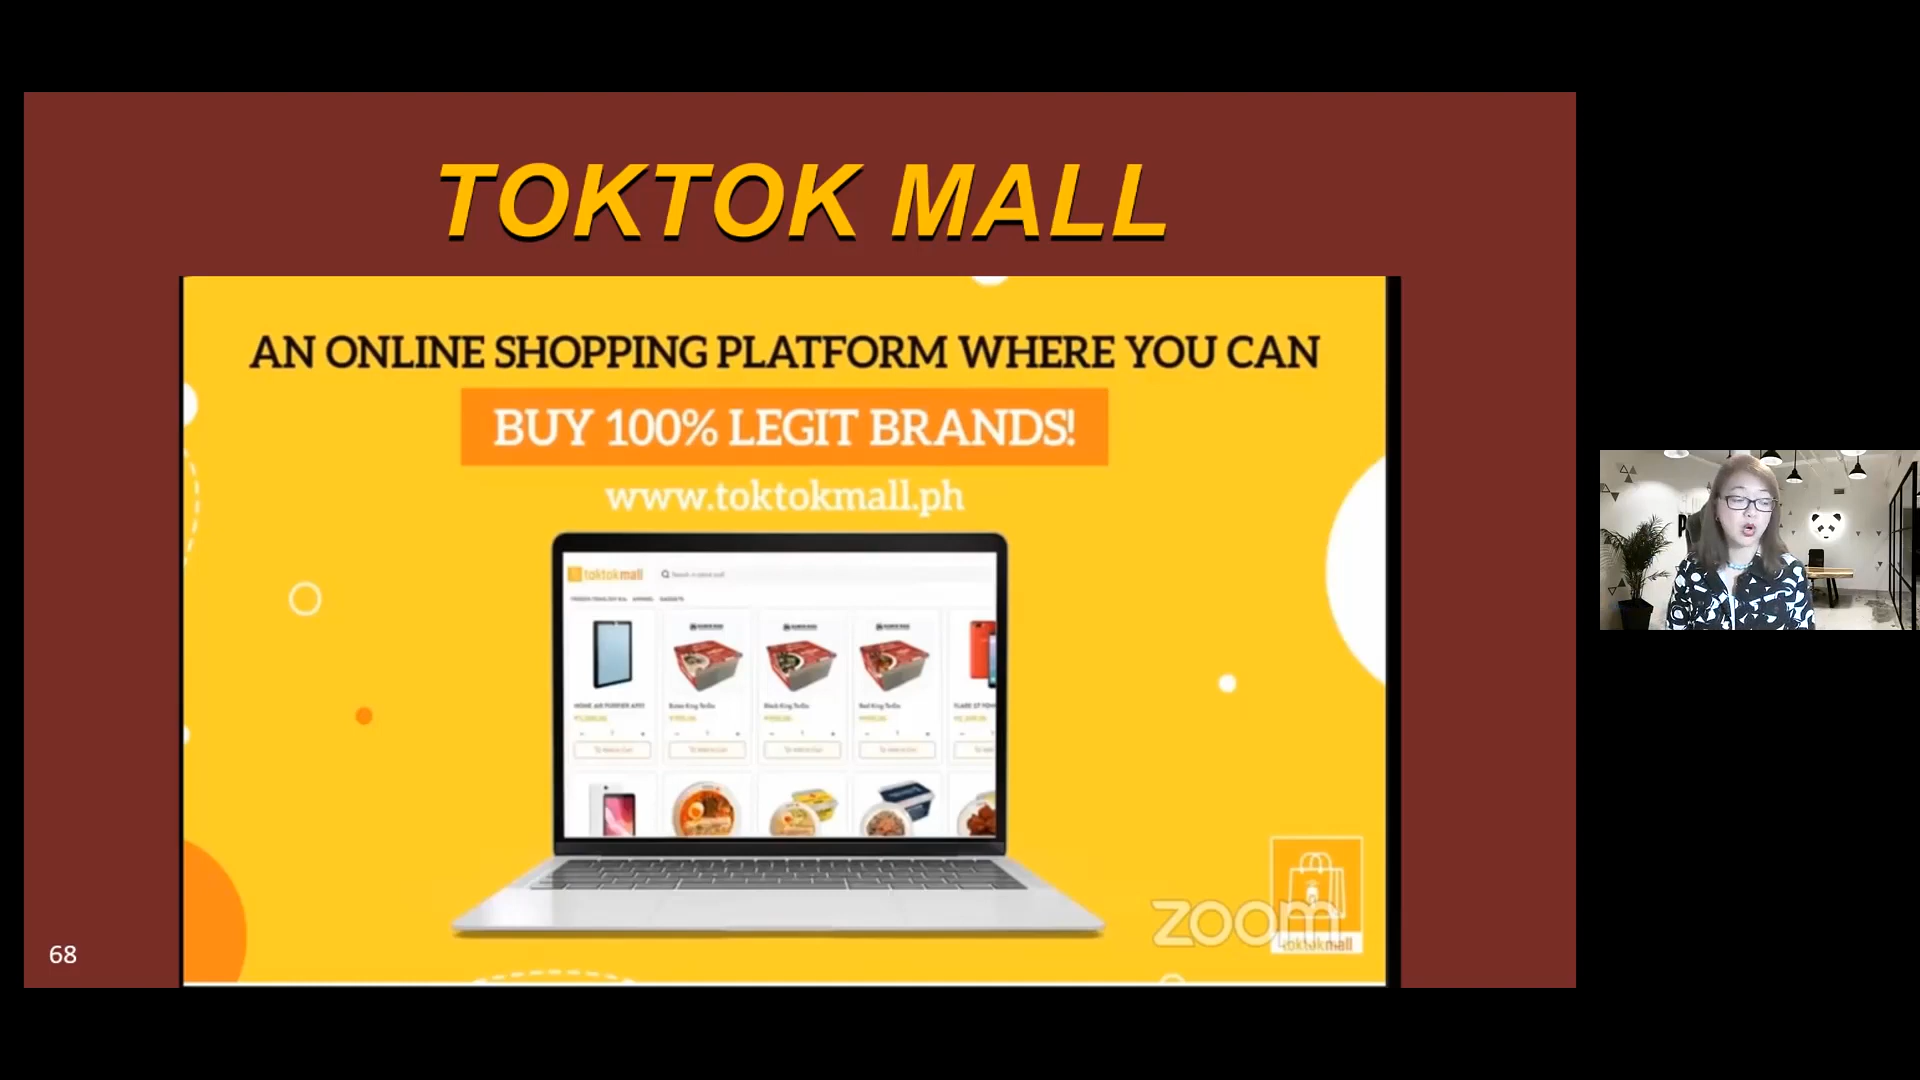 TOKTOK MALL
AN ONLINE SHOPPING PLATFORM WHERE YOU CAN
BUY 100% LEGIT BRANDS!
www.toktokmall.ph
toktokmall
zoom
toktokmall
68